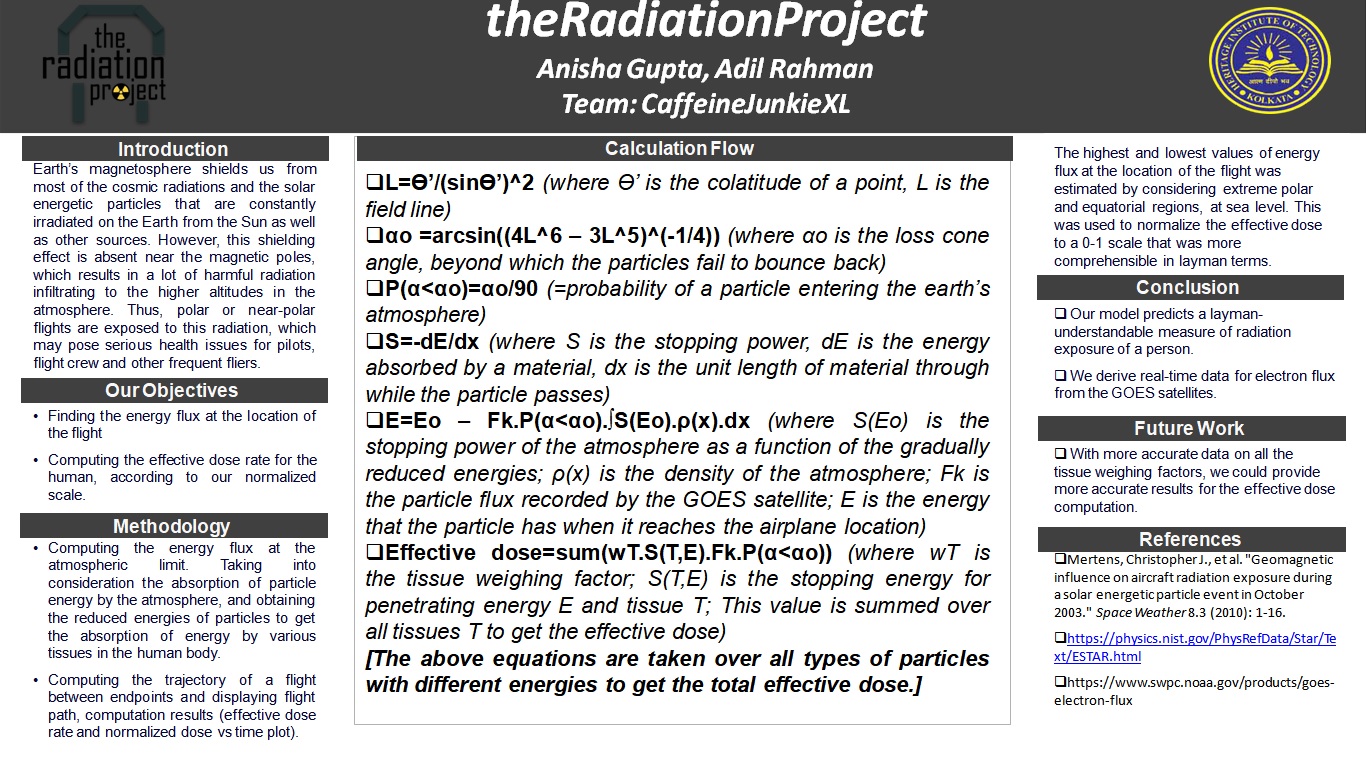 the
radiation
project
theRadiationProject
Anisha Gupta, Adil Rahman
Team: CaffeineJunkieXL
HERITAGE INSTITUTE OF TECHNOLOGY
KOLKATA
Introduction
Earth's magnetosphere shields us from
most of the cosmic radiations and the solar
energetic particles that are constantly
irradiated on the Earth from the Sun as well
as other sources. However, this shielding
effect is absent near the magnetic poles,
which results in a lot of harmful radiation
infiltrating to the higher altitudes in the
atmosphere. Thus, polar or near-polar
flights are exposed to this radiation, which
may pose serious health issues for pilots,
flight crew and other frequent fliers.
Our Objectives
• Finding the energy flux at the location of
the flight
• Computing the effective dose rate for the
human, according to our normalized
scale.
Methodology
• Computing the energy flux at the
atmospheric limit. Taking into
consideration the absorption of particle
energy by the atmosphere, and obtaining
the reduced energies of particles to get
the absorption of energy by various
tissues in the human body.
• Computing the trajectory of a flight
between endpoints and displaying flight
path, computation results (effective dose
rate and normalized dose vs time plot).
Calculation Flow
❑L=Ɵ’/(sinƟ’)^2 (where Ɵ’ is the colatitude of a point, L is the
field line)
❑αo =arcsin((4L^6 – 3L^5)^(-1/4)) (where αo is the loss cone
angle, beyond which the particles fail to bounce back)
❑P(α<αo)=αo/90 (=probability of a particle entering the earth’s
atmosphere)
❑S=-dE/dx (where S is the stopping power, dE is the energy
absorbed by a material, dx is the unit length of material through
while the particle passes)
❑E=Eo – Fk.P(α<αo).∫S(Eo).ρ(x).dx (where S(Eo) is the
stopping power of the atmosphere as a function of the gradually
reduced energies; ρ(x) is the density of the atmosphere; Fk is
the particle flux recorded by the GOES satellite; E is the energy
that the particle has when it reaches the airplane location)
❑Effective dose=sum(wT.S(T,E).Fk.P(α<αo)) (where wT is
the tissue weighing factor; S(T,E) is the stopping energy for
penetrating energy E and tissue T; This value is summed over
all tissues T to get the effective dose)
[The above equations are taken over all types of particles
with different energies to get the total effective dose.]
The highest and lowest values of energy
flux at the location of the flight was
estimated by considering extreme polar
and equatorial regions, at sea level. This
was used to normalize the effective dose
to a 0-1 scale that was more
comprehensible in layman terms.
Conclusion
❑ Our model predicts a layman-
understandable measure of radiation
exposure of a person.
❑ We derive real-time data for electron flux
from the GOES satellites.
Future Work
❑ With more accurate data on all the
tissue weighing factors, we could provide
more accurate results for the effective dose
computation.
References
❑Mertens, Christopher J., et al. "Geomagnetic
influence on aircraft radiation exposure during
a solar energetic particle event in October
2003." Space Weather 8.3 (2010): 1-16.
❑https://physics.nist.gov/PhysRefData/Star/Te
xt/ESTAR.html
❑https://www.swpc.noaa.gov/products/goes-
electron-flux